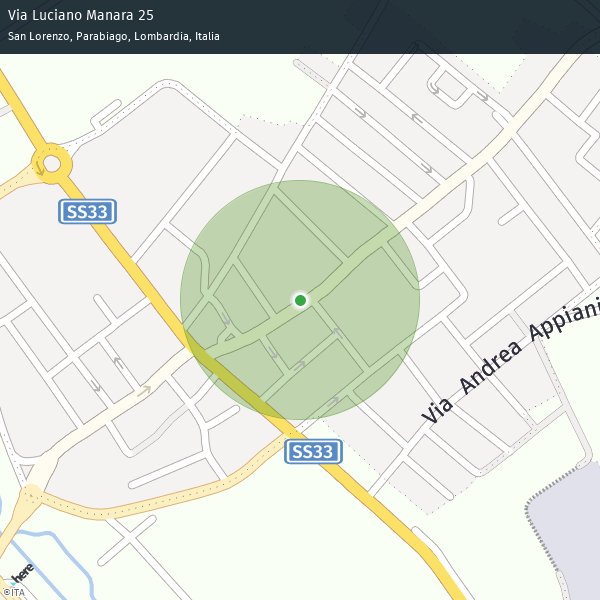 Via Luciano Manara 25
San Lorenzo, Parabiago, Lombardia, Italia
SS33
Via Andrea Appiani
SS33
here
©ITA